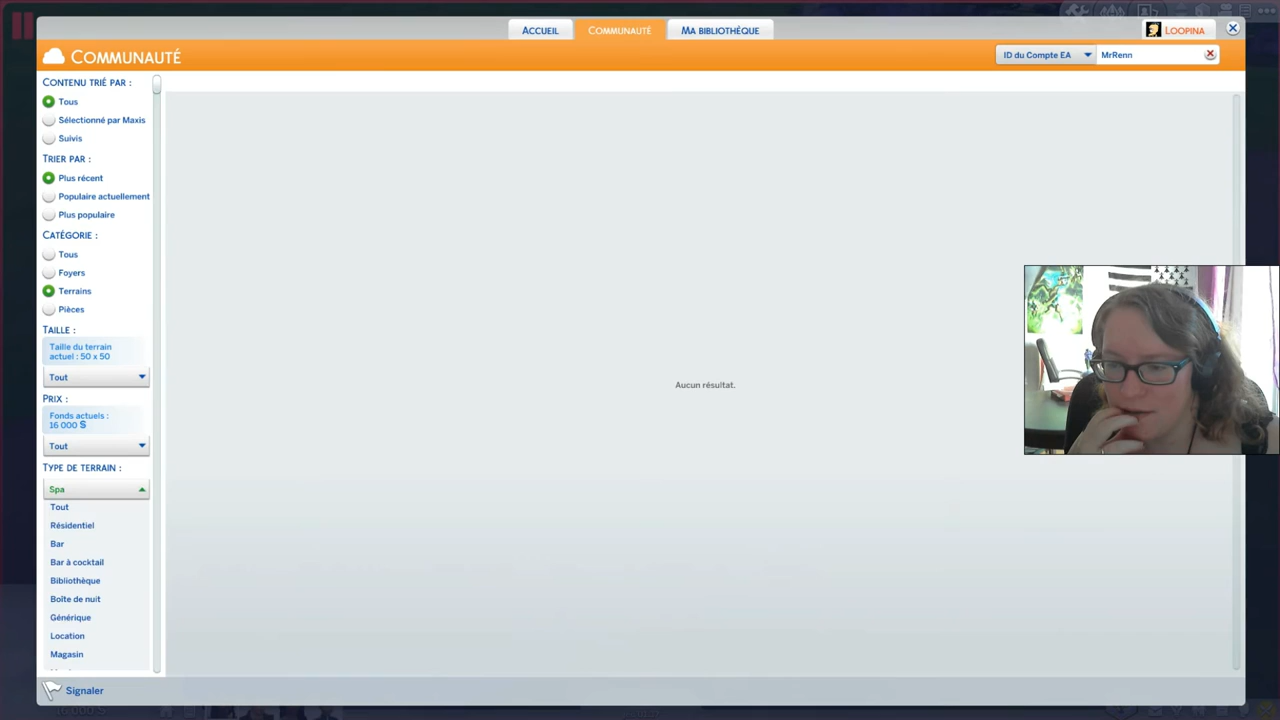 ACCUEIL
COMMUNAUTÉ
MA BIBLIOTHÈQUE
LOOPINA
COMMUNAUTÉ
ID du Compte EA
MrRenn
CONTENU TRIÉ PAR :
Tous
Sélectionné par Maxis
Suivis
TRIER PAR :
Plus récent
Populaire actuellement
Plus populaire
CATÉGORIE :
Tous
Foyers
Terrains
Pièces
TAILLE :
Taille du terrain
actuel : 50 x 50
Tout
PRIX :
Fonds actuels :
16 000 §
Tout
TYPE DE TERRAIN :
Spa
Tout
Résidentiel
Bar
Bar à cocktail
Bibliothèque
Boîte de nuit
Générique
Location
Magasin
Aucun résultat.
Signaler